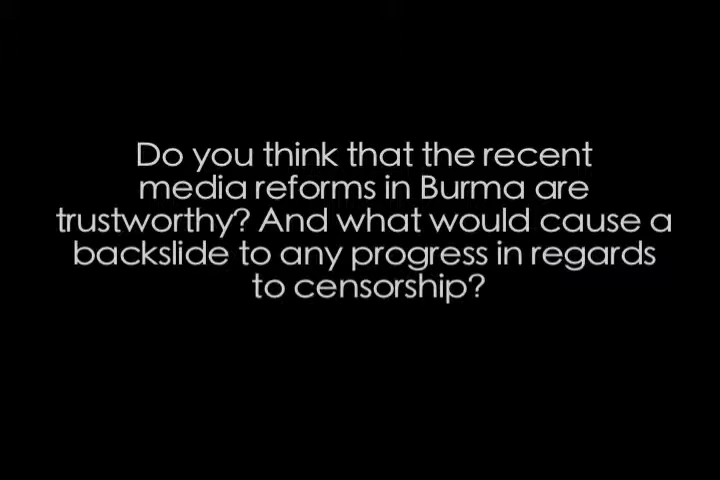 Do you think that the recent
media reforms in Burma are
trustworthy? And what would cause a
backslide to any progress in regards
to censorship?